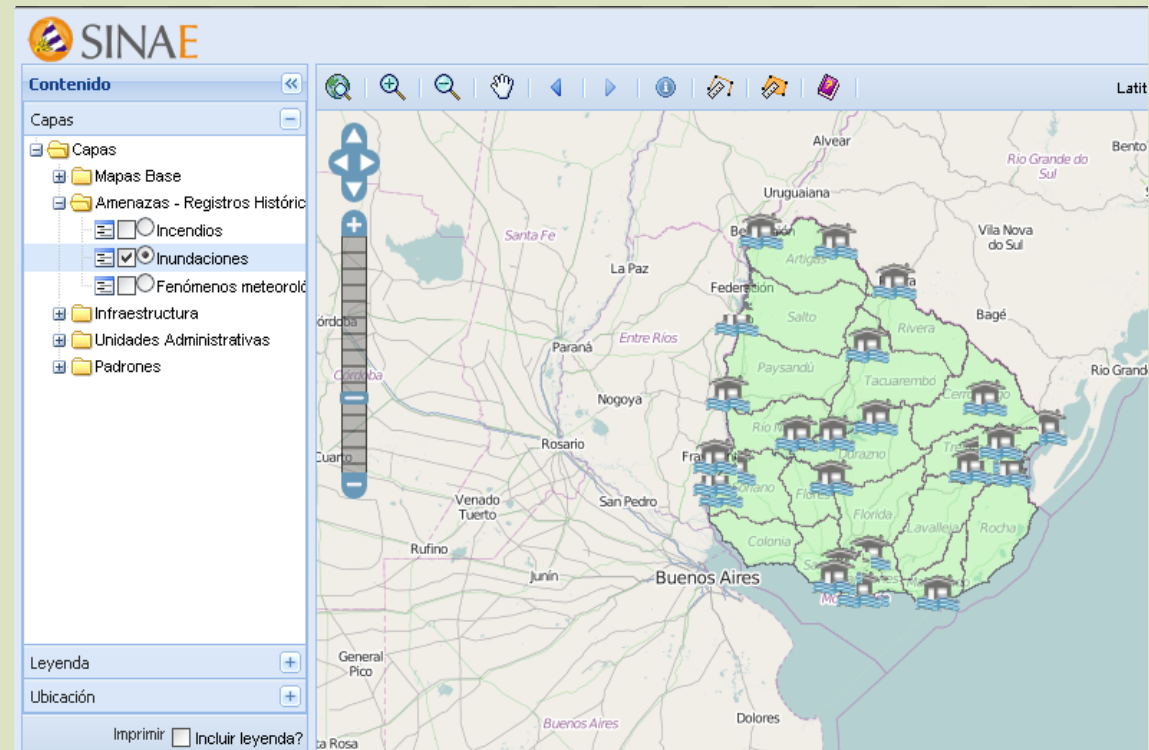 SINAE
Contenido
Latit
Capas
Capas
Mapas Base
Amenazas - Registros Históric
Incendios
Inundaciones
Fenómenos meteoroló
Infraestructura
Unidades Administrativas
Padrones
Leyenda
Ubicación
Imprimir
Incluir leyenda?
Alvear
Bento
Rio Grande do
Sul
Uruguaiana
Vila Nova
do Sul
Santa Fe
Artigas
La Paz
Federación
Bagé
Salto
Rivera
Entre Ríos
Paraná
Paysandú
Rio Grand
Córdoba
Tacuarembó
Nogoya
Rosario
Durazno
Cuarto
San Pedro
Flores
Venado
Tuerto
Florida
Lavalleja
Rocha
Colonia
Rufino
Junín
Buenos Aires
General
Pico
Buenos Aires
Dolores
ta Rosa